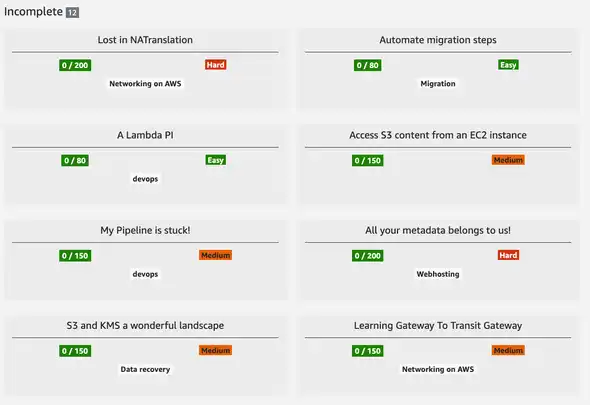 Incomplete 12
Lost in NATranslation
0 / 200 Hard
Networking on AWS
Automate migration steps
0 / 80 Easy
Migration
A Lambda PI
0 / 80 Easy
devops
Access S3 content from an EC2 instance
0 / 150 Medium
My Pipeline is stuck!
0 / 150 Medium
devops
All your metadata belongs to us!
0 / 200 Hard
Webhosting
S3 and KMS a wonderful landscape
0 / 150 Medium
Data recovery
Learning Gateway To Transit Gateway
0 / 150 Medium
Networking on AWS